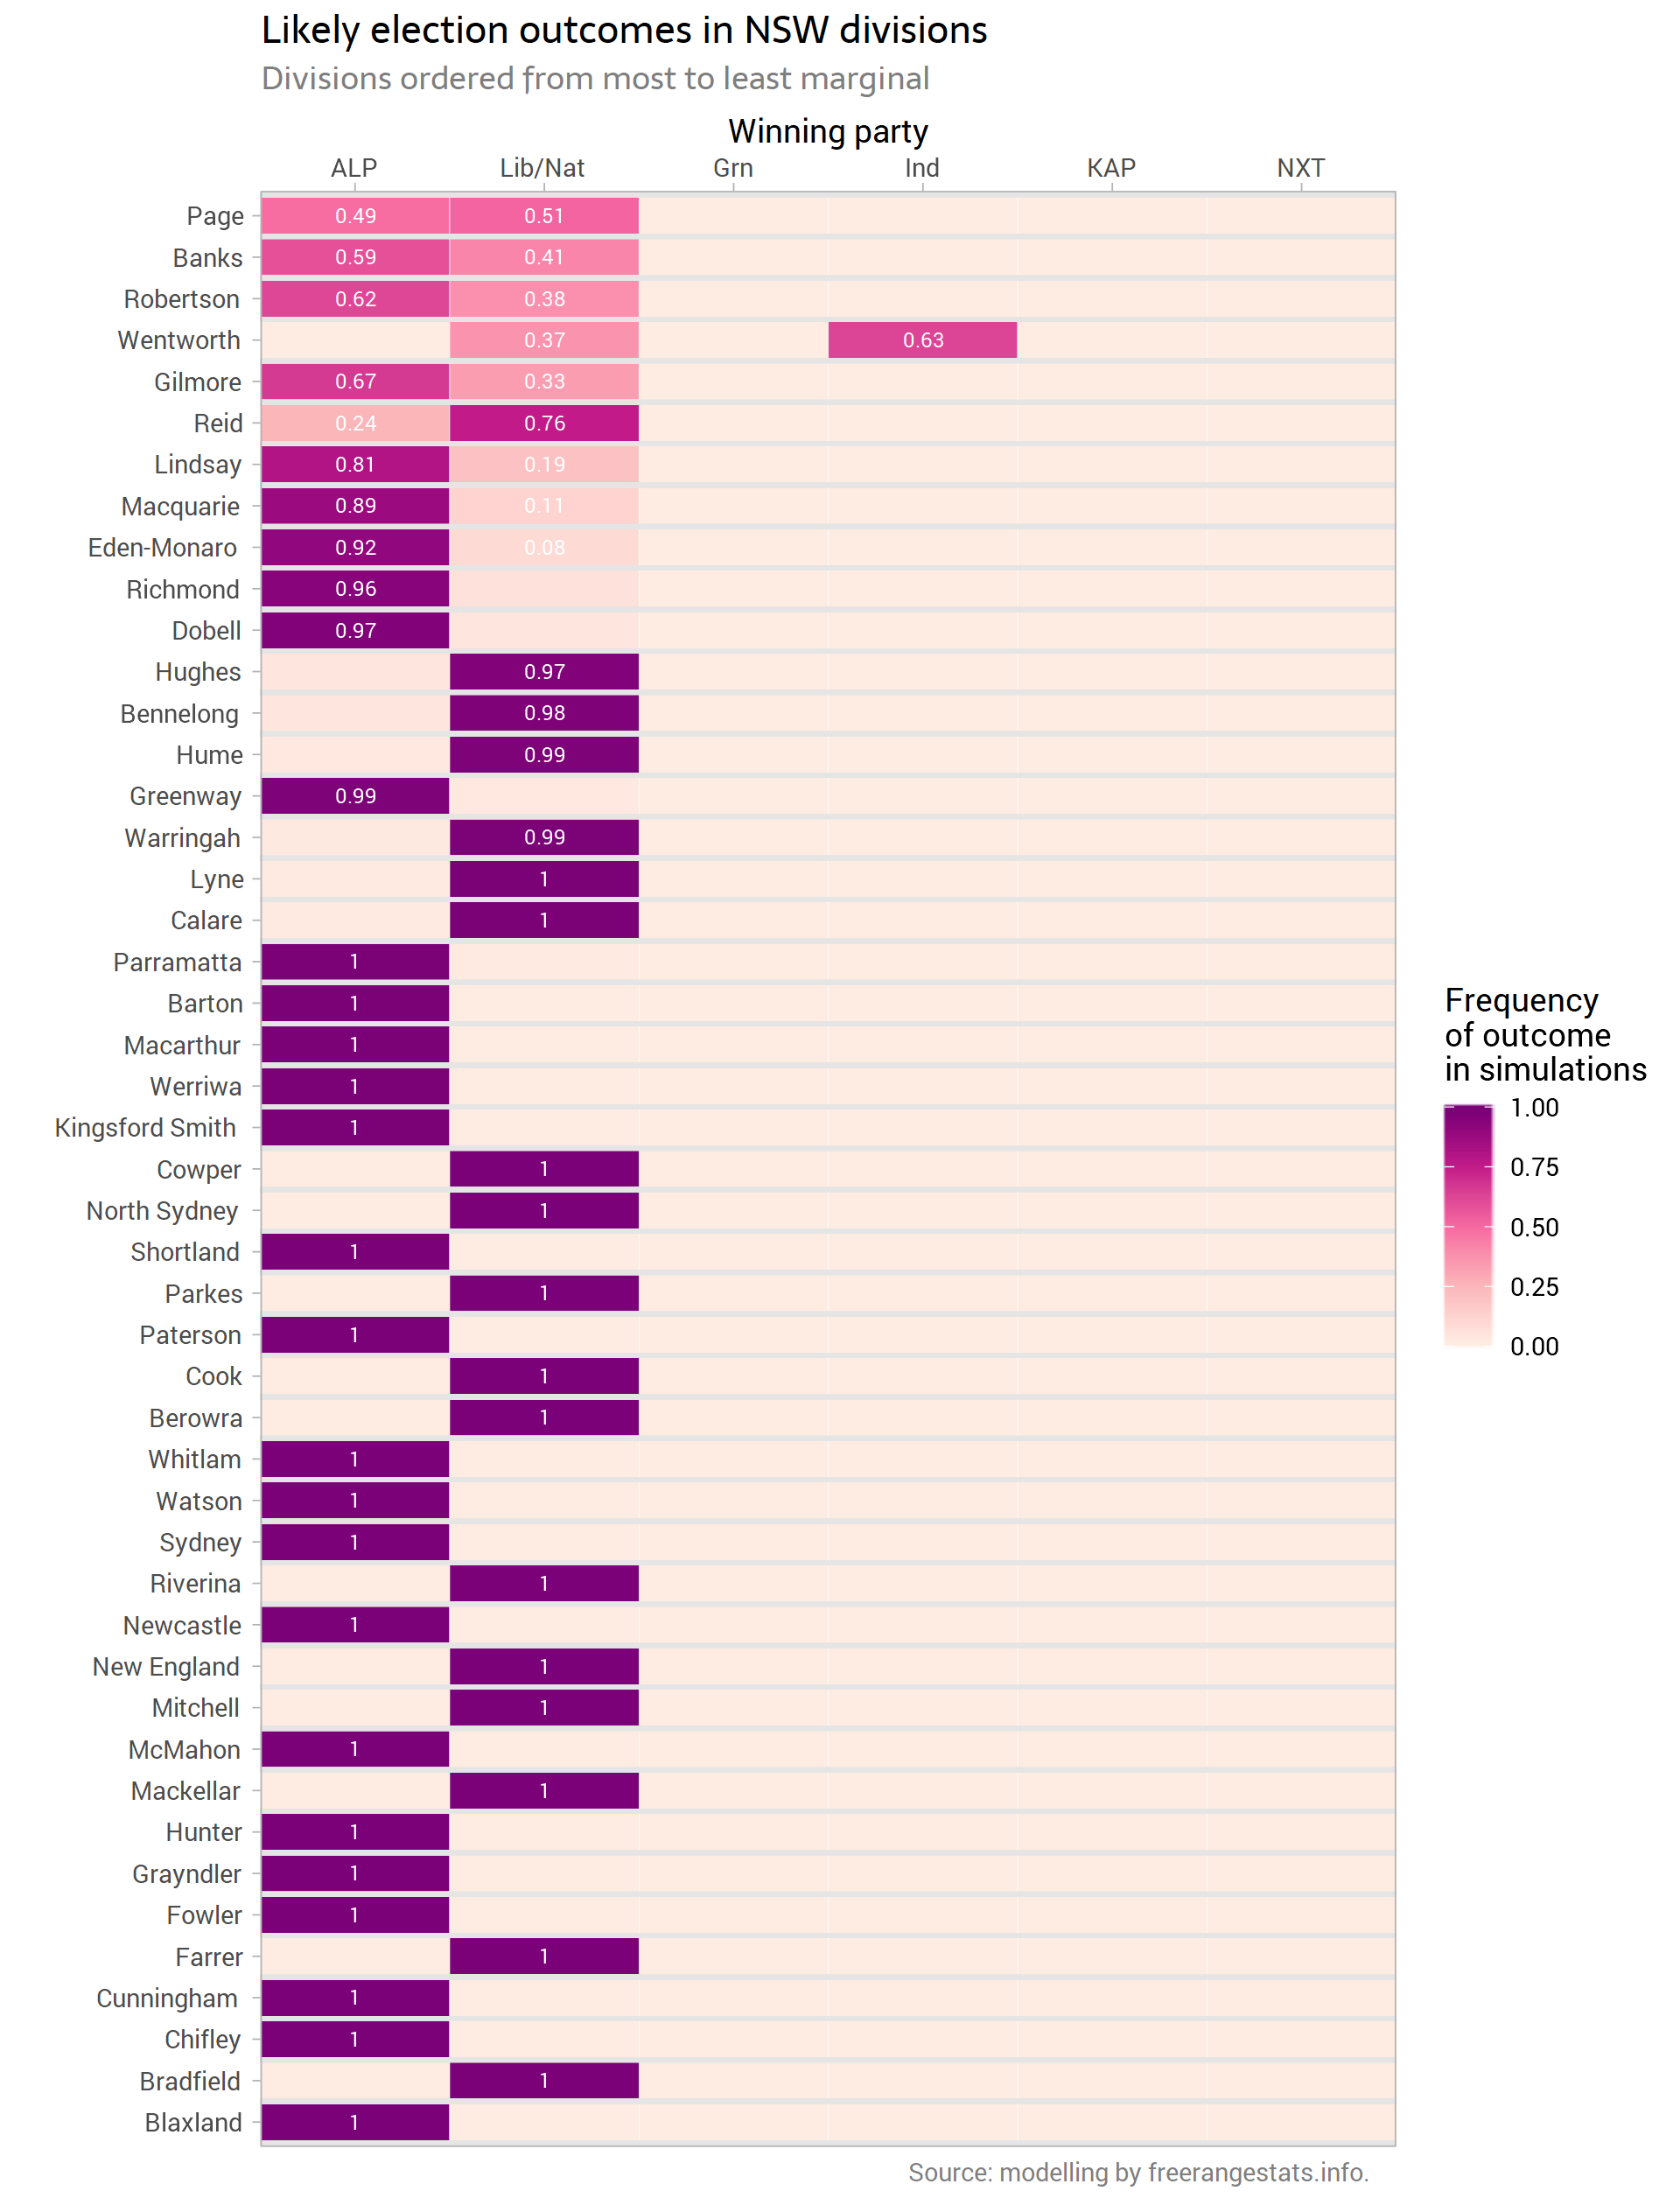 Likely election outcomes in NSW divisions
Divisions ordered from most to least marginal
Winning party
ALP Lib/Nat Grn Ind KAP NXT
Page 0.49 0.51
Banks 0.59 0.41
Robertson 0.62 0.38
Wentworth 0.37 0.63
Gilmore 0.67 0.33
Reid 0.24 0.76
Lindsay 0.81 0.19
Macquarie 0.89 0.11
Eden-Monaro 0.92 0.08
Richmond 0.96
Dobell 0.97
Hughes 0.97
Bennelong 0.98
Hume 0.99
Greenway 0.99
Warringah 0.99
Lyne 1
Calare 1
Parramatta 1
Barton 1
Macarthur 1
Werriwa 1
Kingsford Smith 1
Cowper 1
North Sydney 1
Shortland 1
Parkes 1
Paterson 1
Cook 1
Berowra 1
Whitlam 1
Watson 1
Sydney 1
Riverina 1
Newcastle 1
New England 1
Mitchell 1
McMahon 1
Mackellar 1
Hunter 1
Grayndler 1
Fowler 1
Farrer 1
Cunningham 1
Chifley 1
Bradfield 1
Blaxland 1
Frequency
of outcome
in simulations
1.00
0.75
0.50
0.25
0.00
Source: modelling by freerangestats.info.